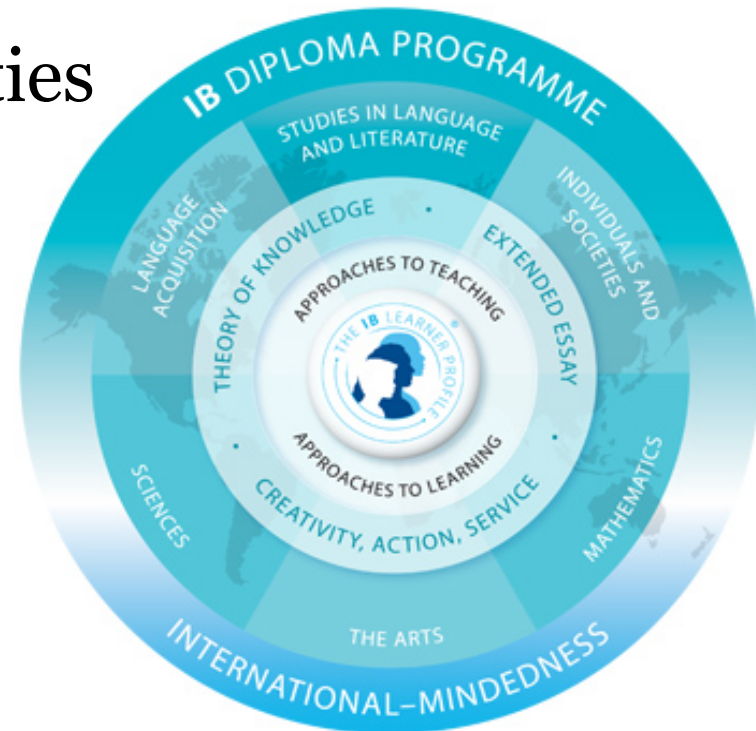 ties
IB DIPLOMA PROGRAMME
STUDIES IN LANGUAGE
AND LITERATURE
LANGUAGE
ACQUISITION
INDIVIDUALS AND
SOCIETIES
THEORY OF KNOWLEDGE
EXTENDED ESSAY
APPROACHES TO TEACHING
THE IB LEARNER PROFILE
®
APPROACHES TO LEARNING
CREATIVITY, ACTION, SERVICE
SCIENCES
MATHEMATICS
THE ARTS
INTERNATIONAL–MINDEDNESS